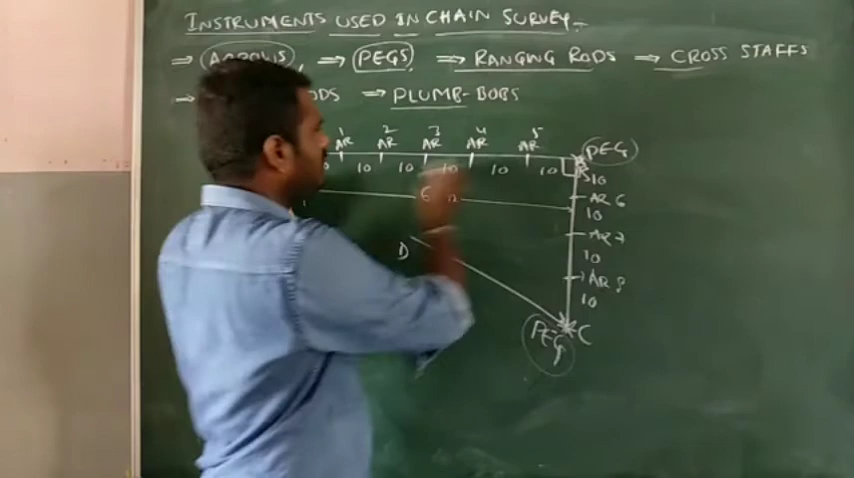 INSTRUMENTS USED IN CHAIN SURVEY.
⇒ ⇒ PEGS ⇒ RANGING RODS ⇒ CROSS STAFFS
⇒ ⇒ PLUMB-BOBS
1 2 3 4 5
AR AR AR AR AR PEG
10 10 10 10 10 B
10
6
AR 6
10
AR 7
D
10
AR 8
10
PEG C